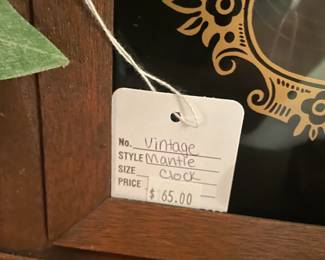 No. Vintage
STYLE Mantle
SIZE Clock
PRICE $65.00